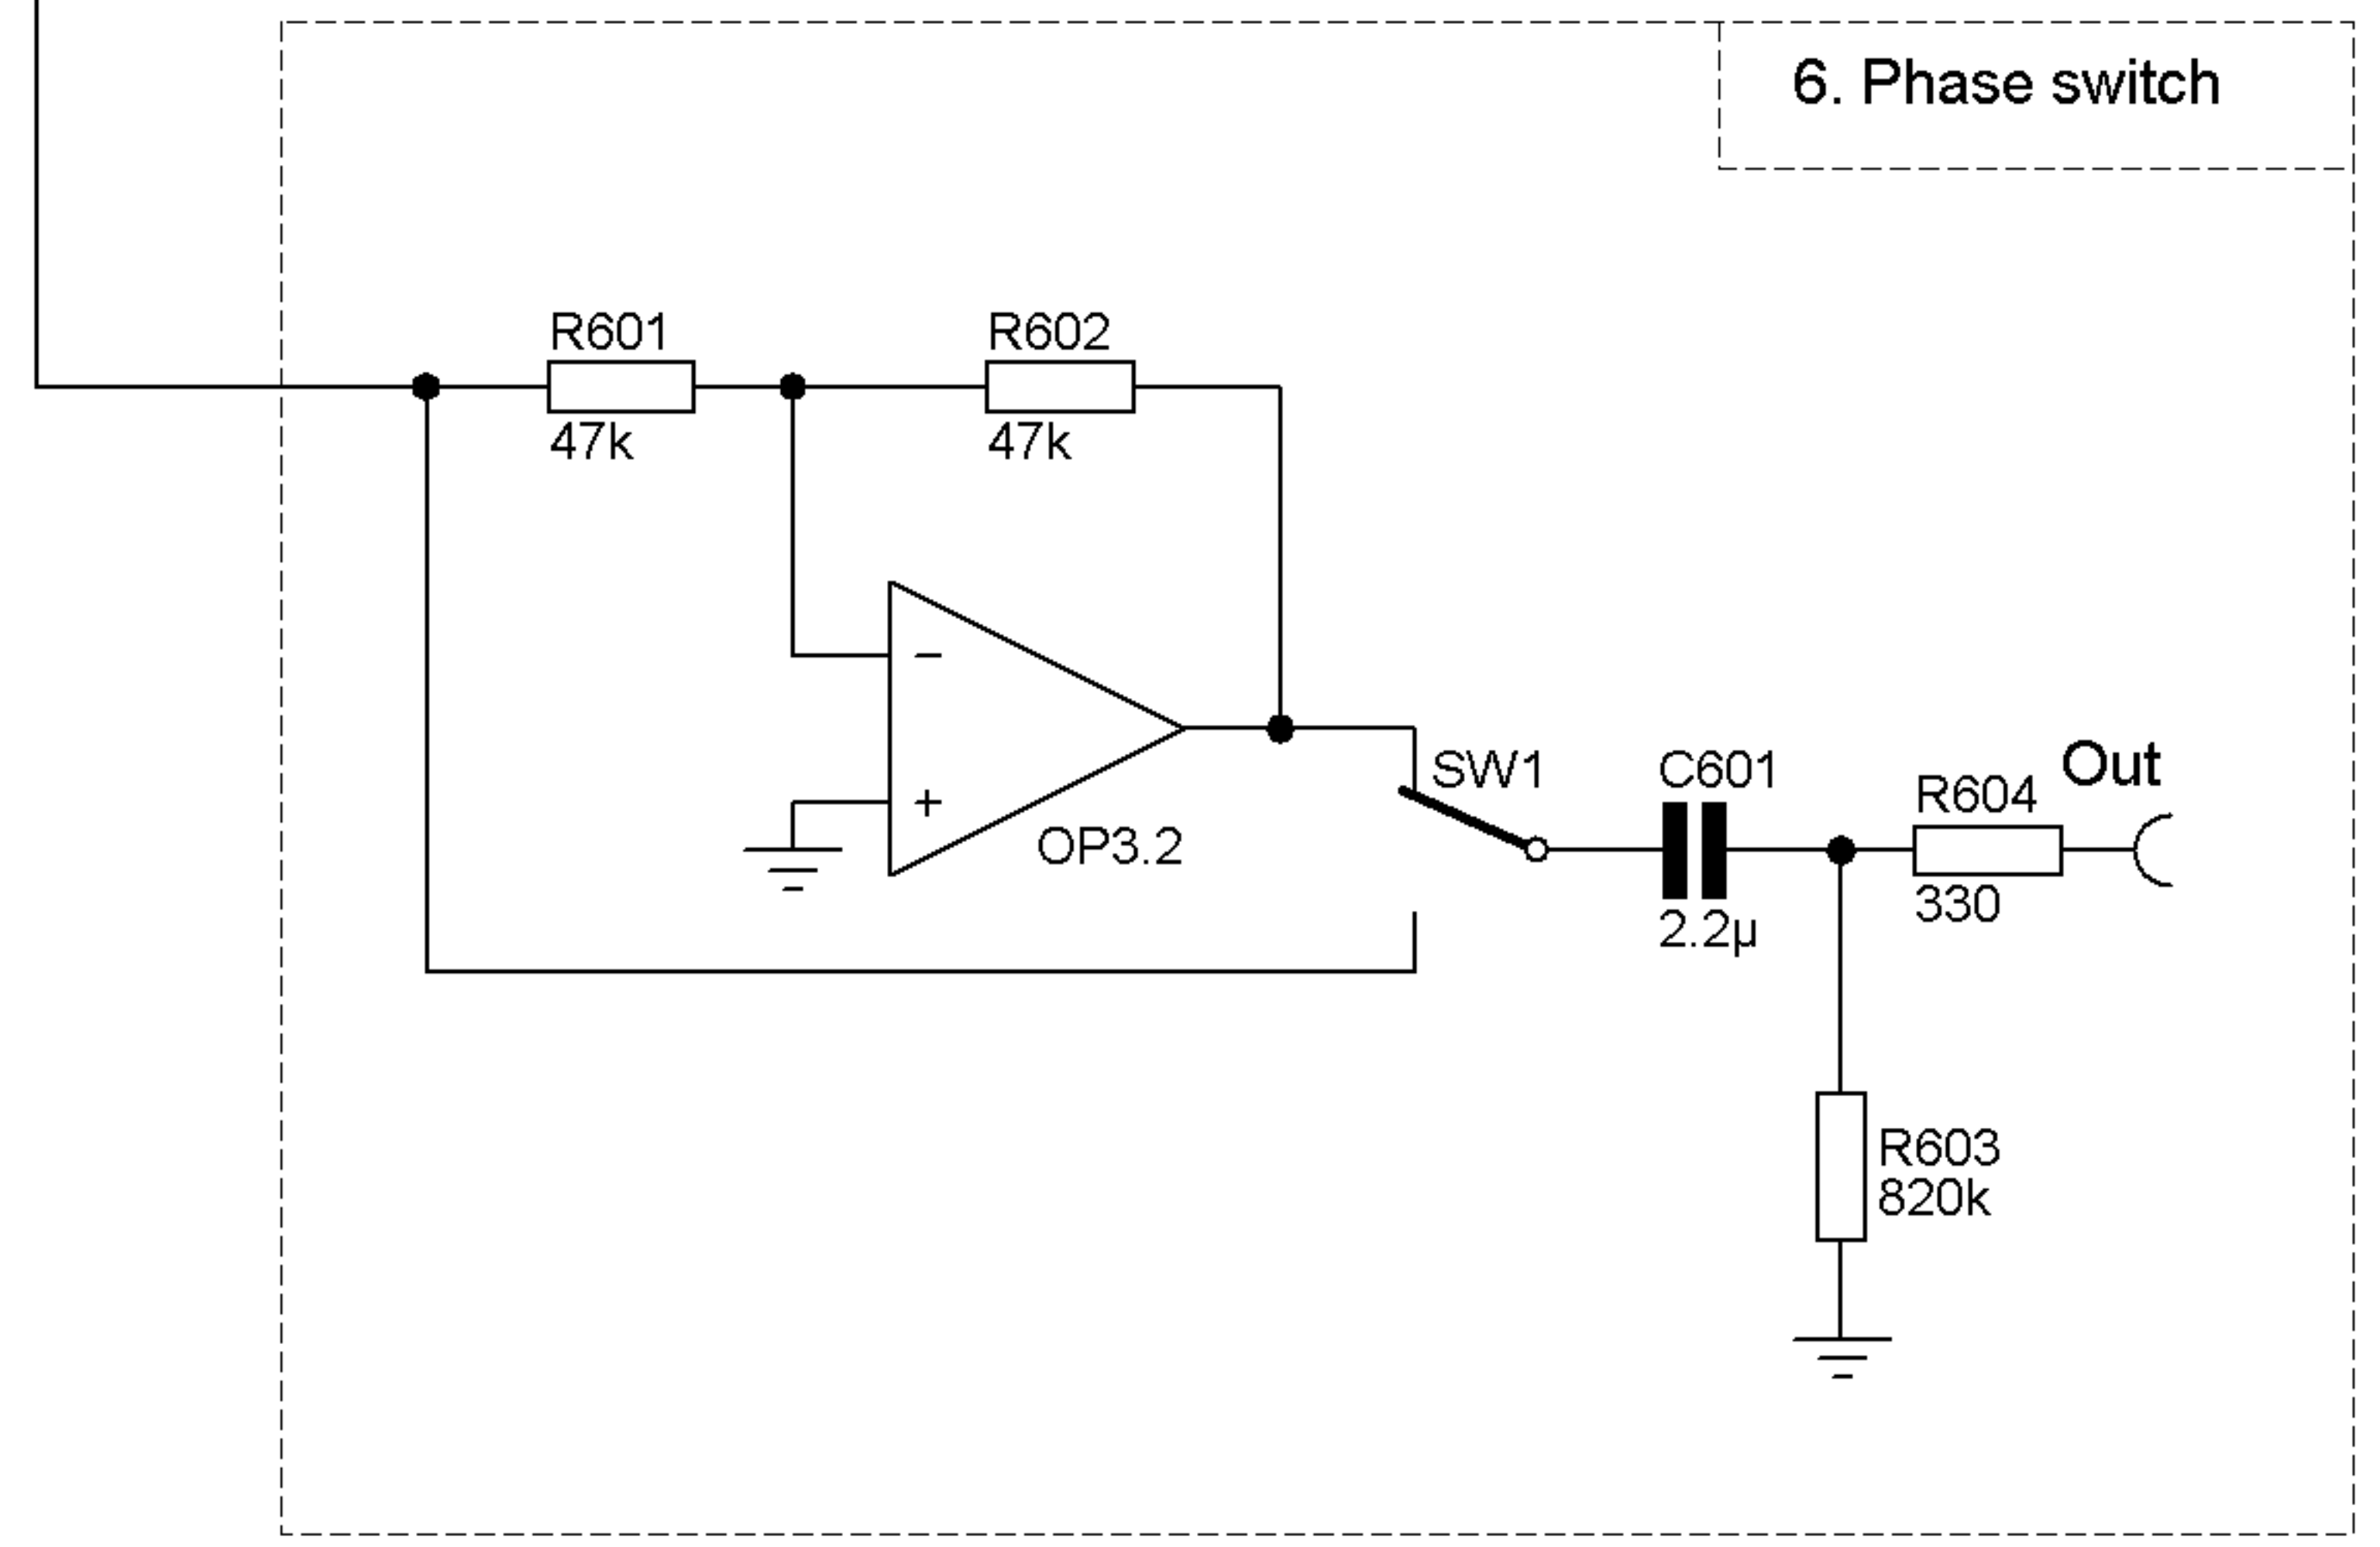 6. Phase switch
R601
47k
R602
47k
−
+
OP3.2
SW1
C601
2.2µ
Out
R604
330
R603
820k